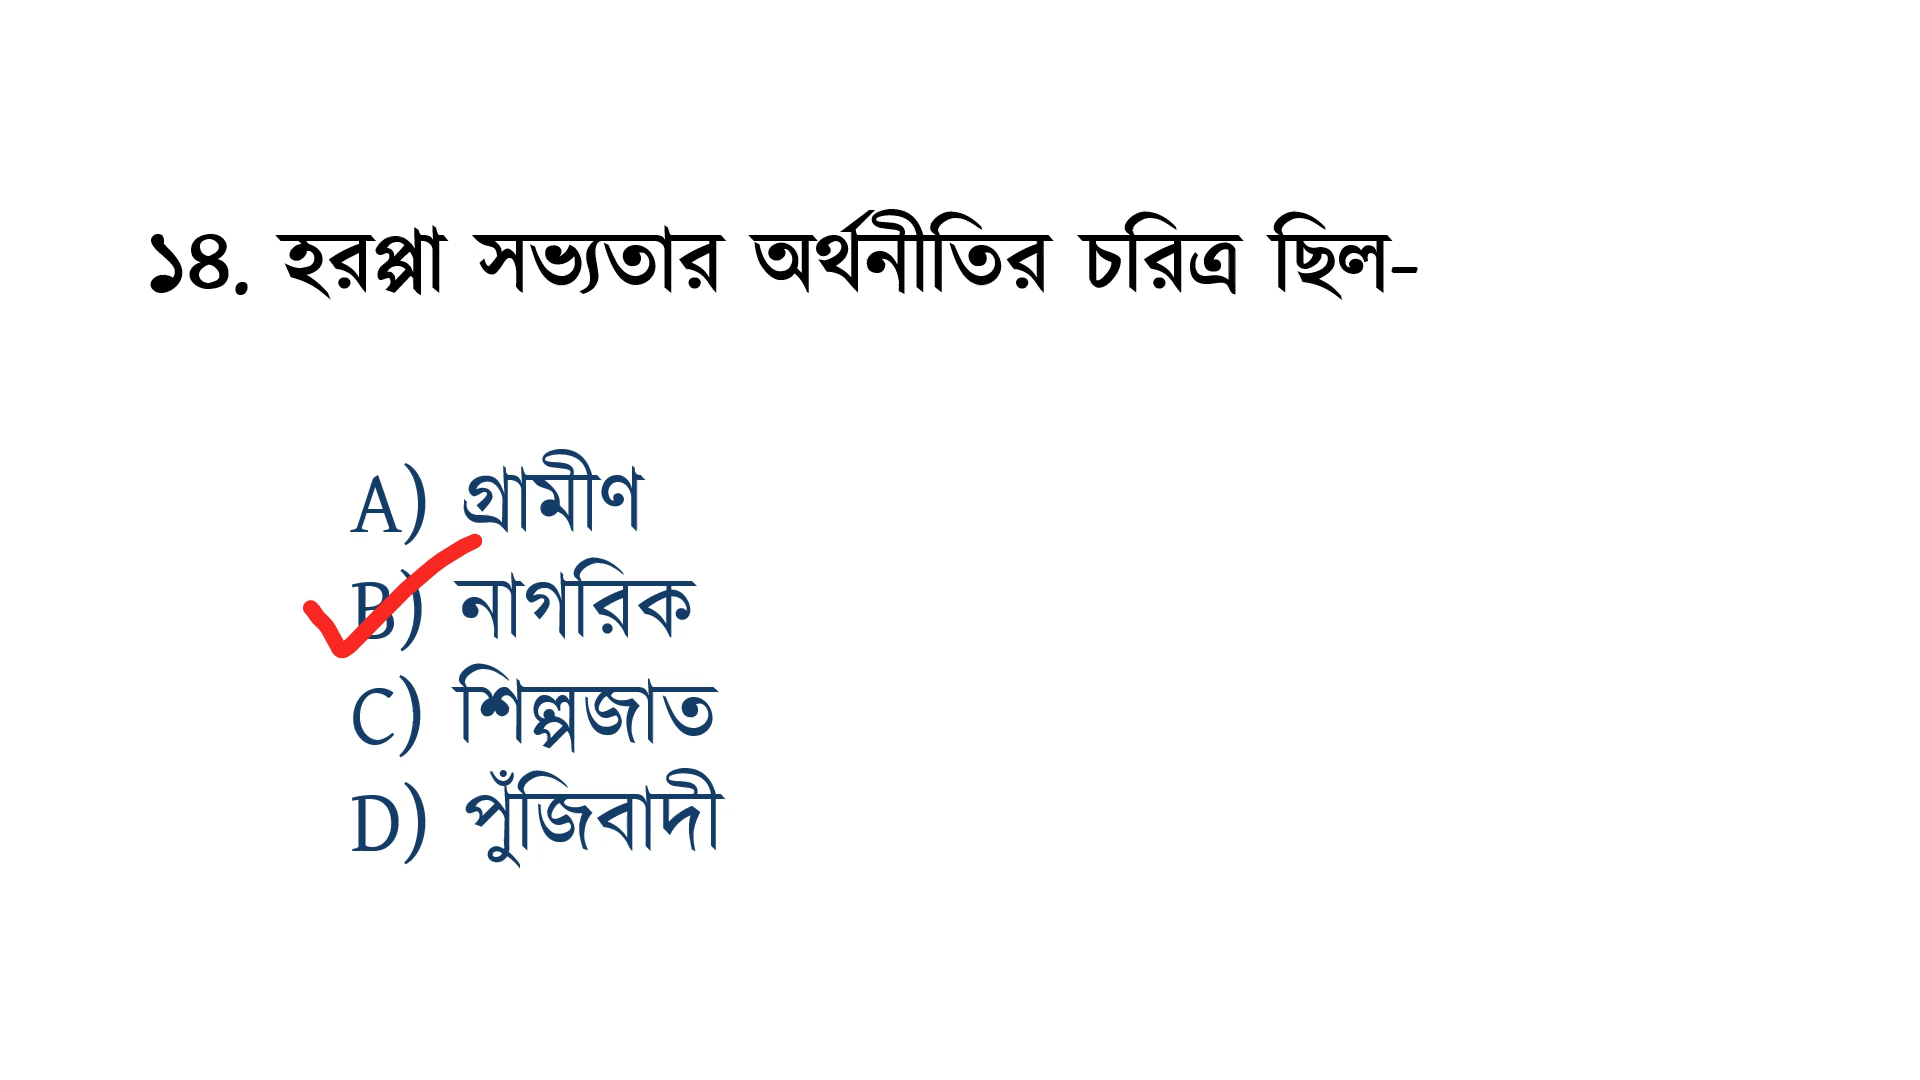 ১৪. হরপ্পা সভ্যতার অর্থনীতির চরিত্র ছিল-
A) গ্রামীণ
B) নাগরিক
C) শিল্পজাত
D) পুঁজিবাদী